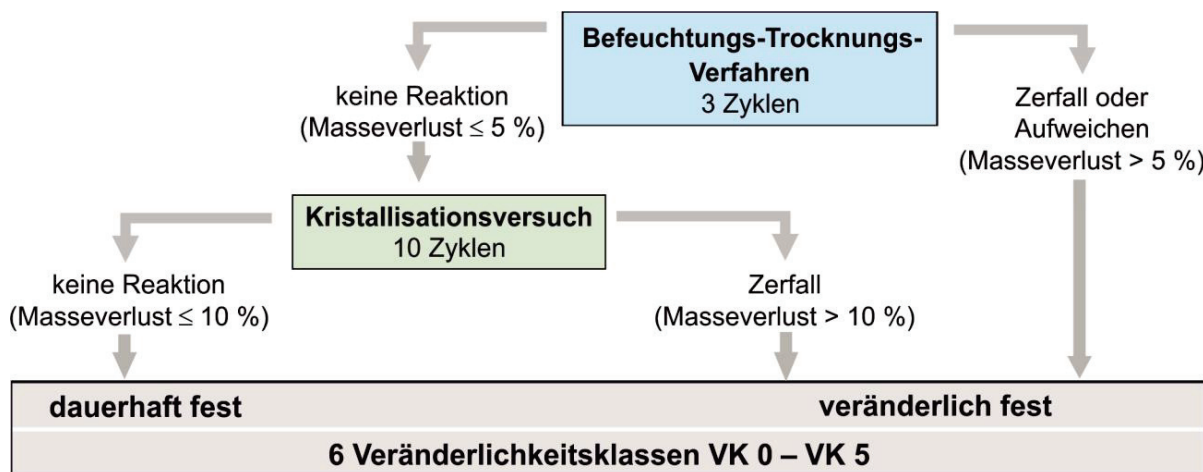 Befeuchtungs-Trocknungs-
Verfahren
3 Zyklen
keine Reaktion
(Masseverlust ≤ 5 %)
Zerfall oder
Aufweichen
(Masseverlust > 5 %)
Kristallisationsversuch
10 Zyklen
keine Reaktion
(Masseverlust ≤ 10 %)
Zerfall
(Masseverlust > 10 %)
dauerhaft fest
veränderlich fest
6 Veränderlichkeitsklassen VK 0 – VK 5